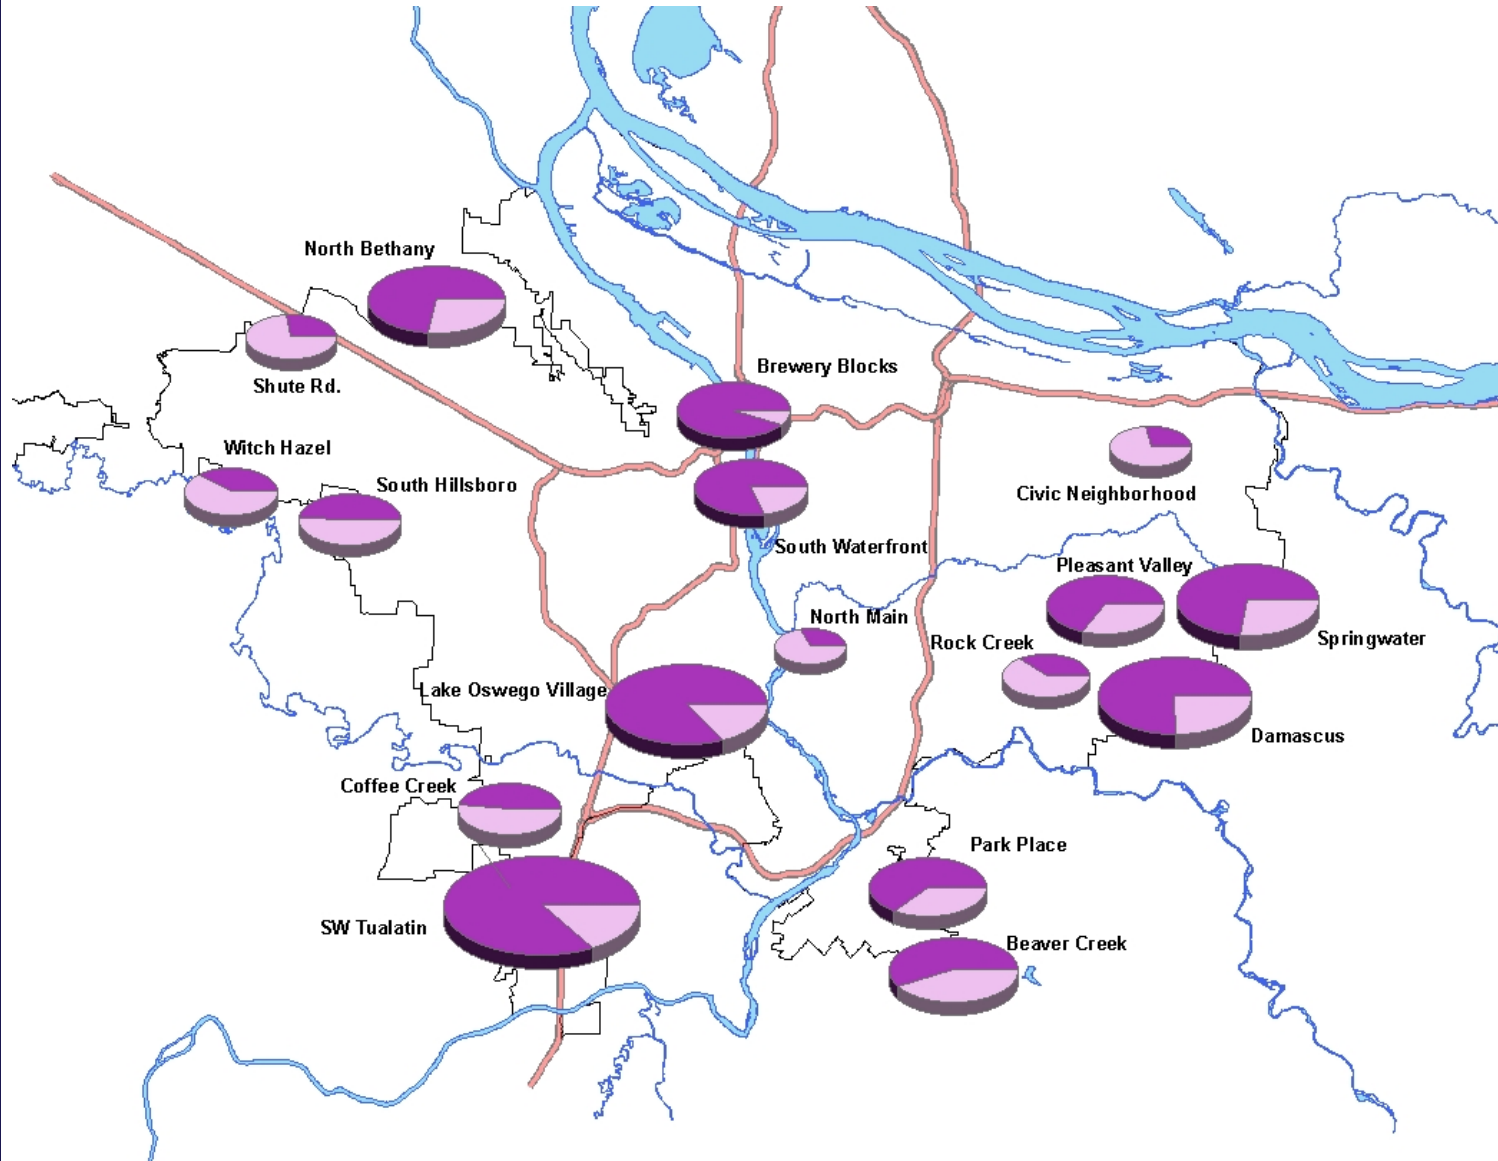 North Bethany
Brewery Blocks
Shute Rd.
Witch Hazel
South Hillsboro
Civic Neighborhood
South Waterfront
Pleasant Valley
North Main
Springwater
Rock Creek
Lake Oswego Village
Damascus
Coffee Creek
Park Place
SW Tualatin
Beaver Creek